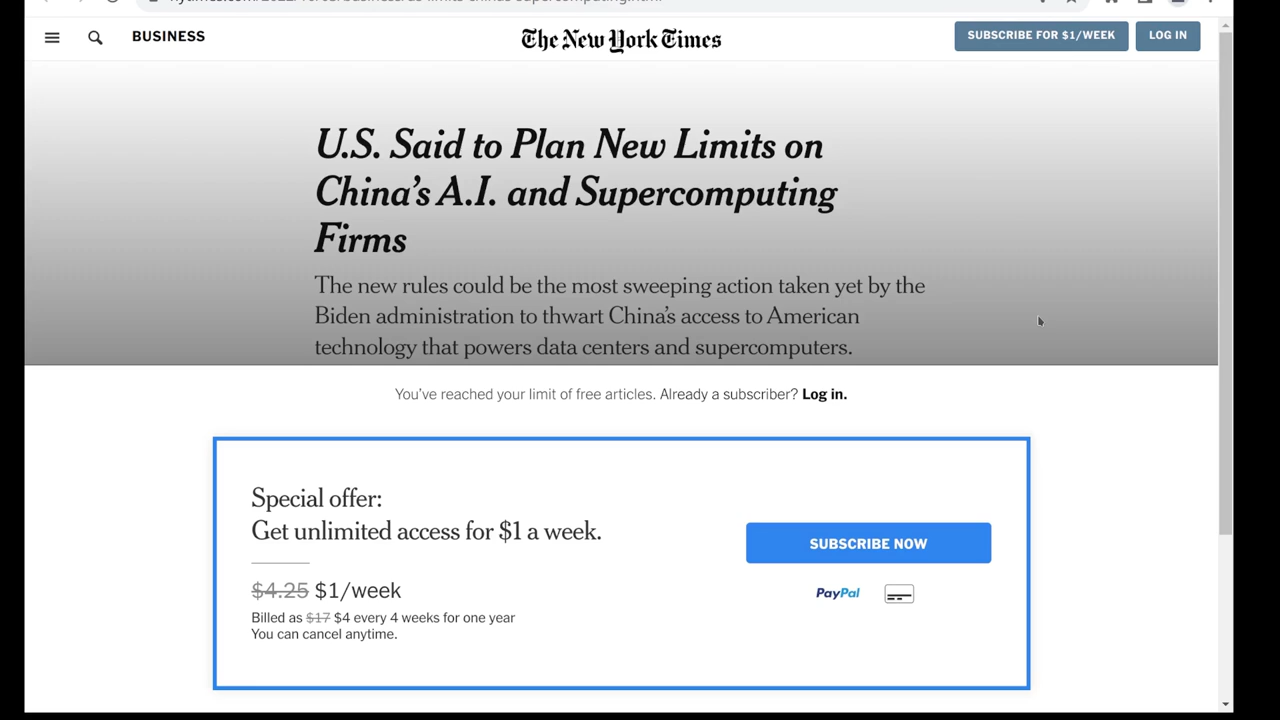 BUSINESS
The New York Times
SUBSCRIBE FOR $1/WEEK
LOG IN
U.S. Said to Plan New Limits on
China's A.I. and Supercomputing
Firms
The new rules could be the most sweeping action taken yet by the
Biden administration to thwart China's access to American
technology that powers data centers and supercomputers.
You've reached your limit of free articles. Already a subscriber? Log in.
Special offer:
Get unlimited access for $1 a week.
$4.25 $1/week
Billed as $17 $4 every 4 weeks for one year
You can cancel anytime.
SUBSCRIBE NOW
PayPal